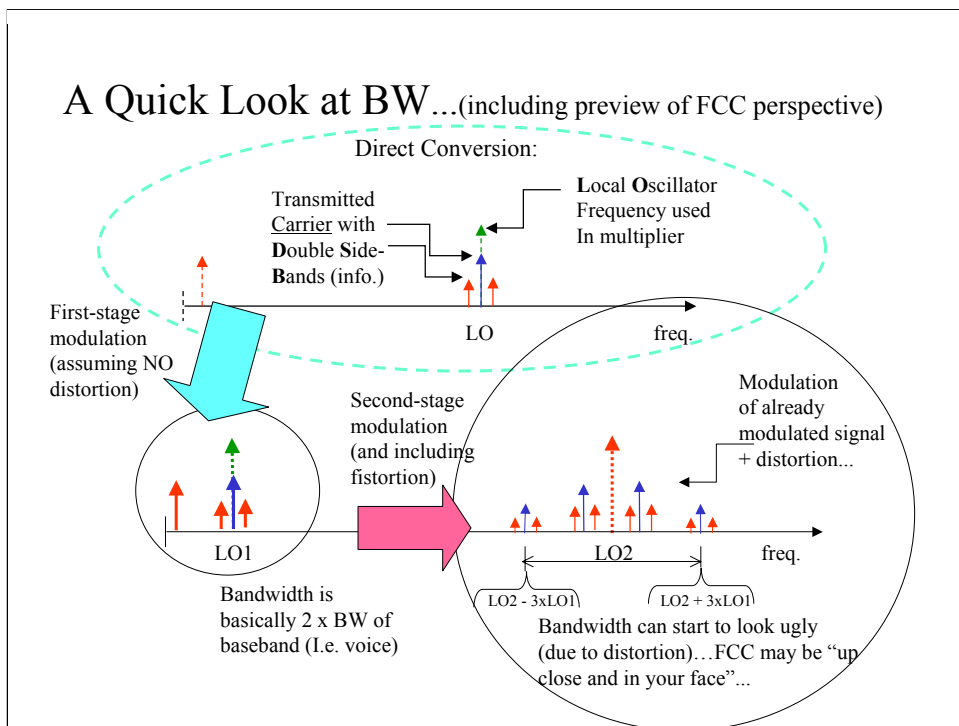 A Quick Look at BW...(including preview of FCC perspective)
Direct Conversion:
Transmitted
Carrier with
Double Side-
Bands (info.)
Local Oscillator
Frequency used
In multiplier
LO
freq.
First-stage
modulation
(assuming NO
distortion)
Second-stage
modulation
(and including
fistortion)
Modulation
of already
modulated signal
+ distortion...
LO1
LO2
freq.
LO2 - 3xLO1
LO2 + 3xLO1
Bandwidth is
basically 2 x BW of
baseband (I.e. voice)
Bandwidth can start to look ugly
(due to distortion)…FCC may be “up
close and in your face”...